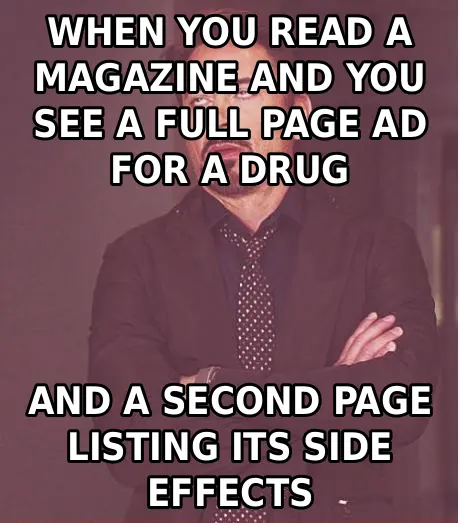 WHEN YOU READ A
MAGAZINE AND YOU
SEE A FULL PAGE AD
FOR A DRUG
AND A SECOND PAGE
LISTING ITS SIDE
EFFECTS